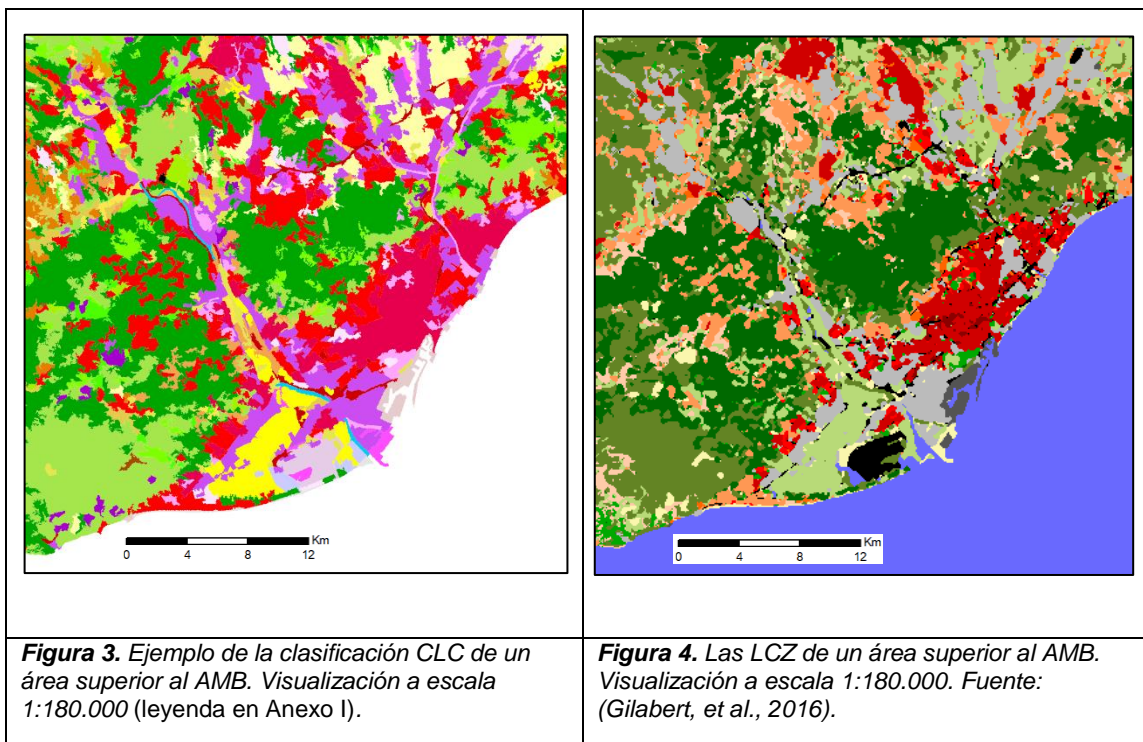 Km
0 4 8 12
Km
0 4 8 12
Figura 3. Ejemplo de la clasificación CLC de un
área superior al AMB. Visualización a escala
1:180.000 (leyenda en Anexo I).
Figura 4. Las LCZ de un área superior al AMB.
Visualización a escala 1:180.000. Fuente:
(Gilabert, et al., 2016).